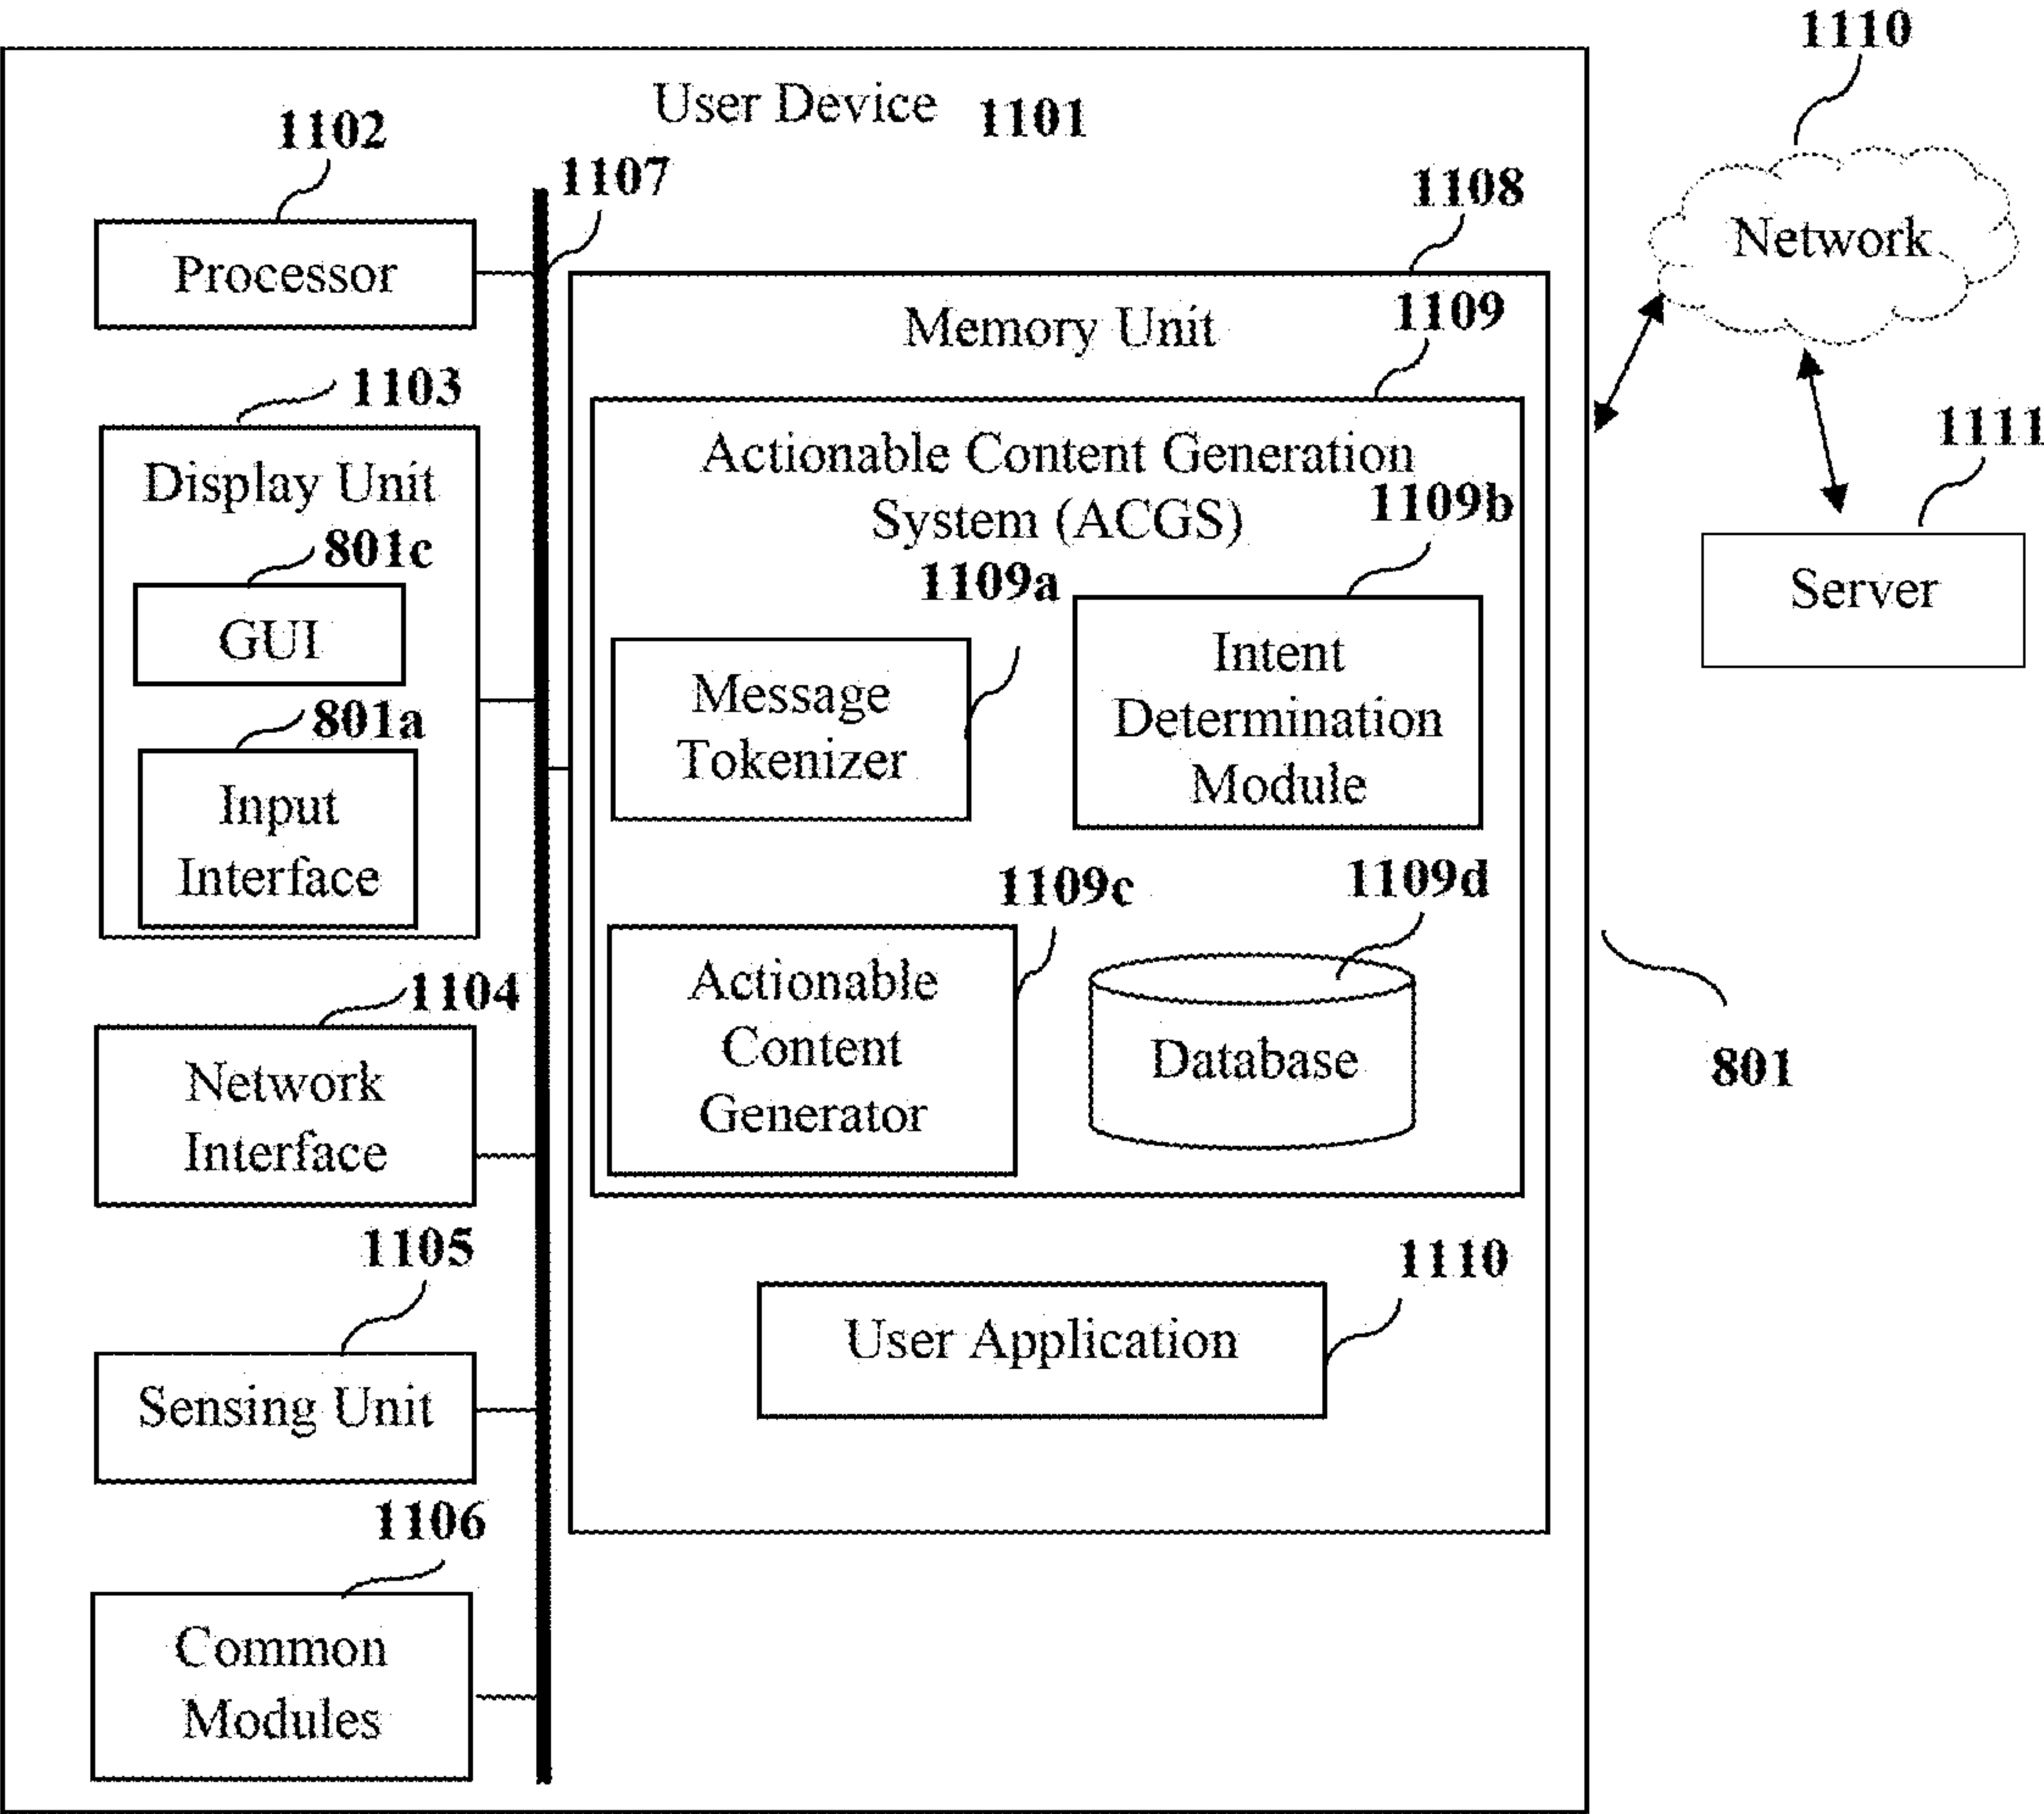 1110
User Device 1101
1102
1107
1108
Processor
Network
Memory Unit
1109
1103
Display Unit
Actionable Content Generation
System (ACGS)
1109b
1111
801c
GUI
1109a
Server
801a
Input
Interface
Message
Tokenizer
Intent
Determination
Module
1109c
1109d
1104
Network
Interface
Actionable
Content
Generator
Database
801
1105
Sensing Unit
1110
User Application
1106
Common
Modules